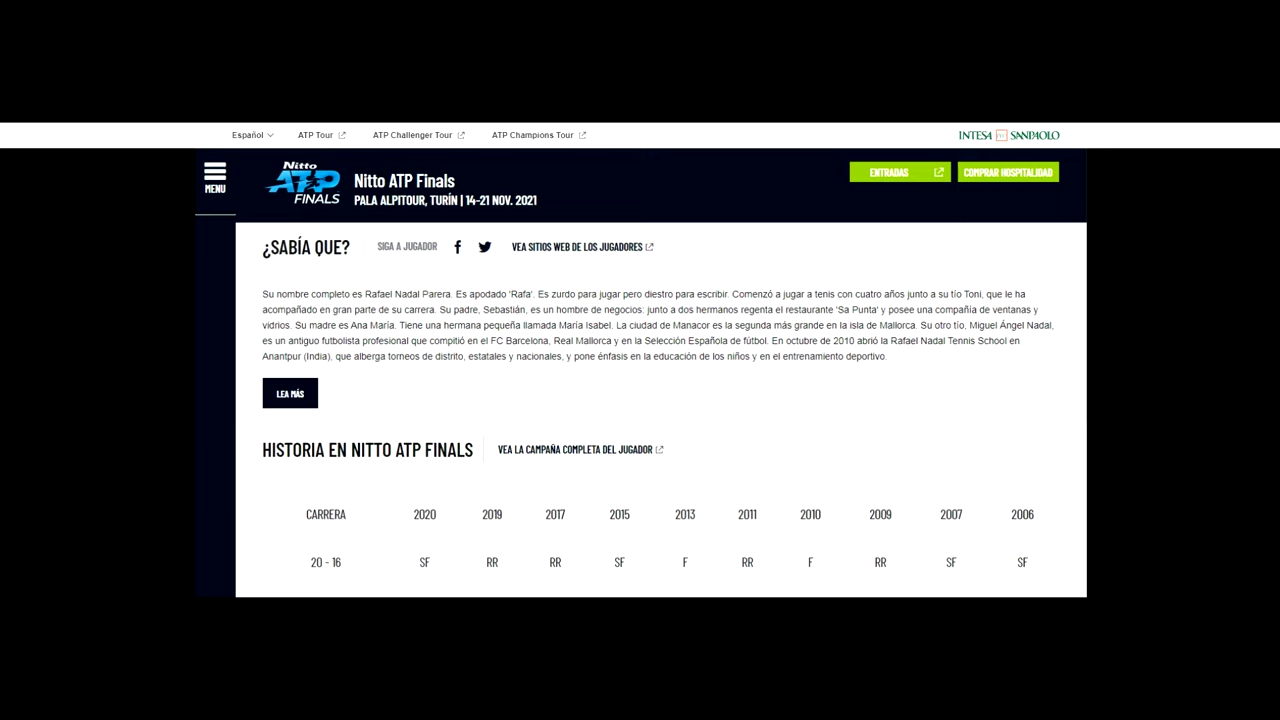 Español ATP Tour ATP Challenger Tour ATP Champions Tour INTESA SANPAOLO
MENU
Nitto
ATP
FINALS
Nitto ATP Finals
PALA ALPITOUR, TURÍN | 14-21 NOV. 2021
ENTRADAS
COMPRAR HOSPITALIDAD
¿SABÍA QUE? SIGA A JUGADOR VEA SITIOS WEB DE LOS JUGADORES
Su nombre completo es Rafael Nadal Parera. Es apodado 'Rafa'. Es zurdo para jugar pero diestro para escribir. Comenzó a jugar a tenis con cuatro años junto a su tío Toni, que le ha
acompañado en gran parte de su carrera. Su padre, Sebastián, es un hombre de negocios: junto a dos hermanos regenta el restaurante 'Sa Punta' y posee una compañía de ventanas y
vidrios. Su madre es Ana María. Tiene una hermana pequeña llamada María Isabel. La ciudad de Manacor es la segunda más grande en la isla de Mallorca. Su otro tío, Miguel Ángel Nadal,
es un antiguo futbolista profesional que compitió en el FC Barcelona, Real Mallorca y en la Selección Española de fútbol. En octubre de 2010 abrió la Rafael Nadal Tennis School en
Anantpur (India), que alberga torneos de distrito, estatales y nacionales, y pone énfasis en la educación de los niños y en el entrenamiento deportivo.
LEA MÁS
HISTORIA EN NITTO ATP FINALS VEA LA CAMPAÑA COMPLETA DEL JUGADOR
CARRERA 2020 2019 2017 2015 2013 2011 2010 2009 2007 2006
20 - 16 SF RR RR SF F RR F RR SF SF